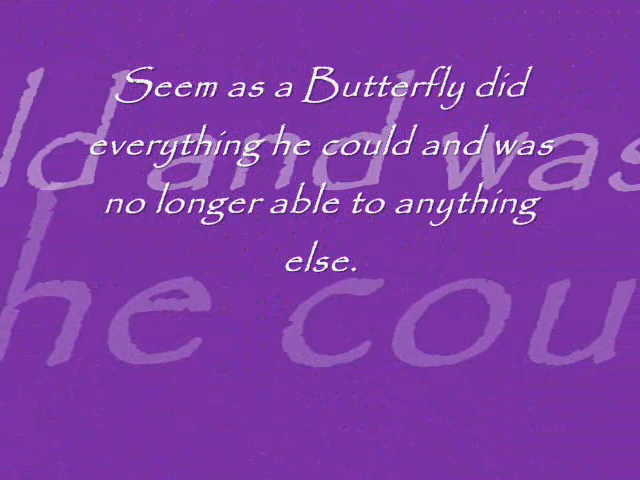 Seem as a Butterfly did
everything he could and was
no longer able to anything
else.
ld and was
he cou